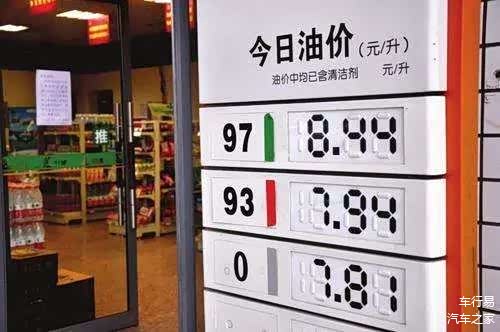 今日油价（元/升）
油价中均已含清洁剂 元/升
97 8.44
93 7.84
0 7.81
推
车行易
汽车之家